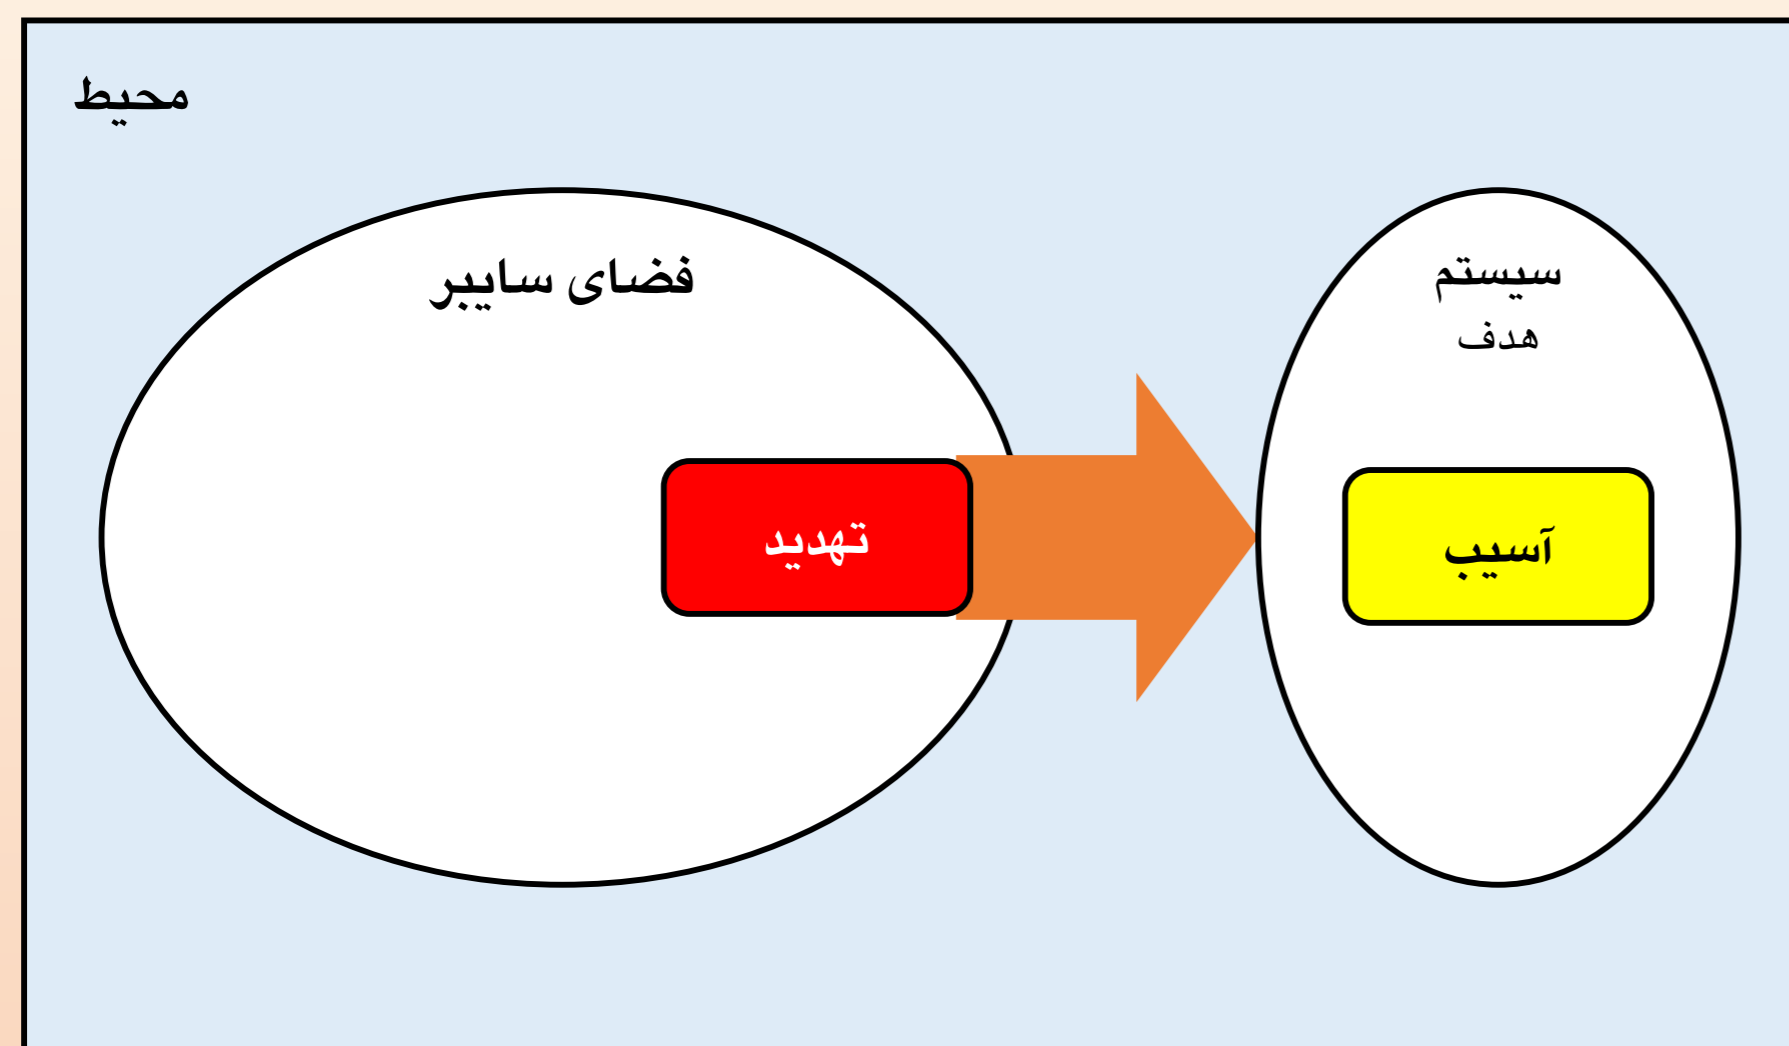 محیط
فضای سایبر
سیستم
هدف
تهدید
آسیب